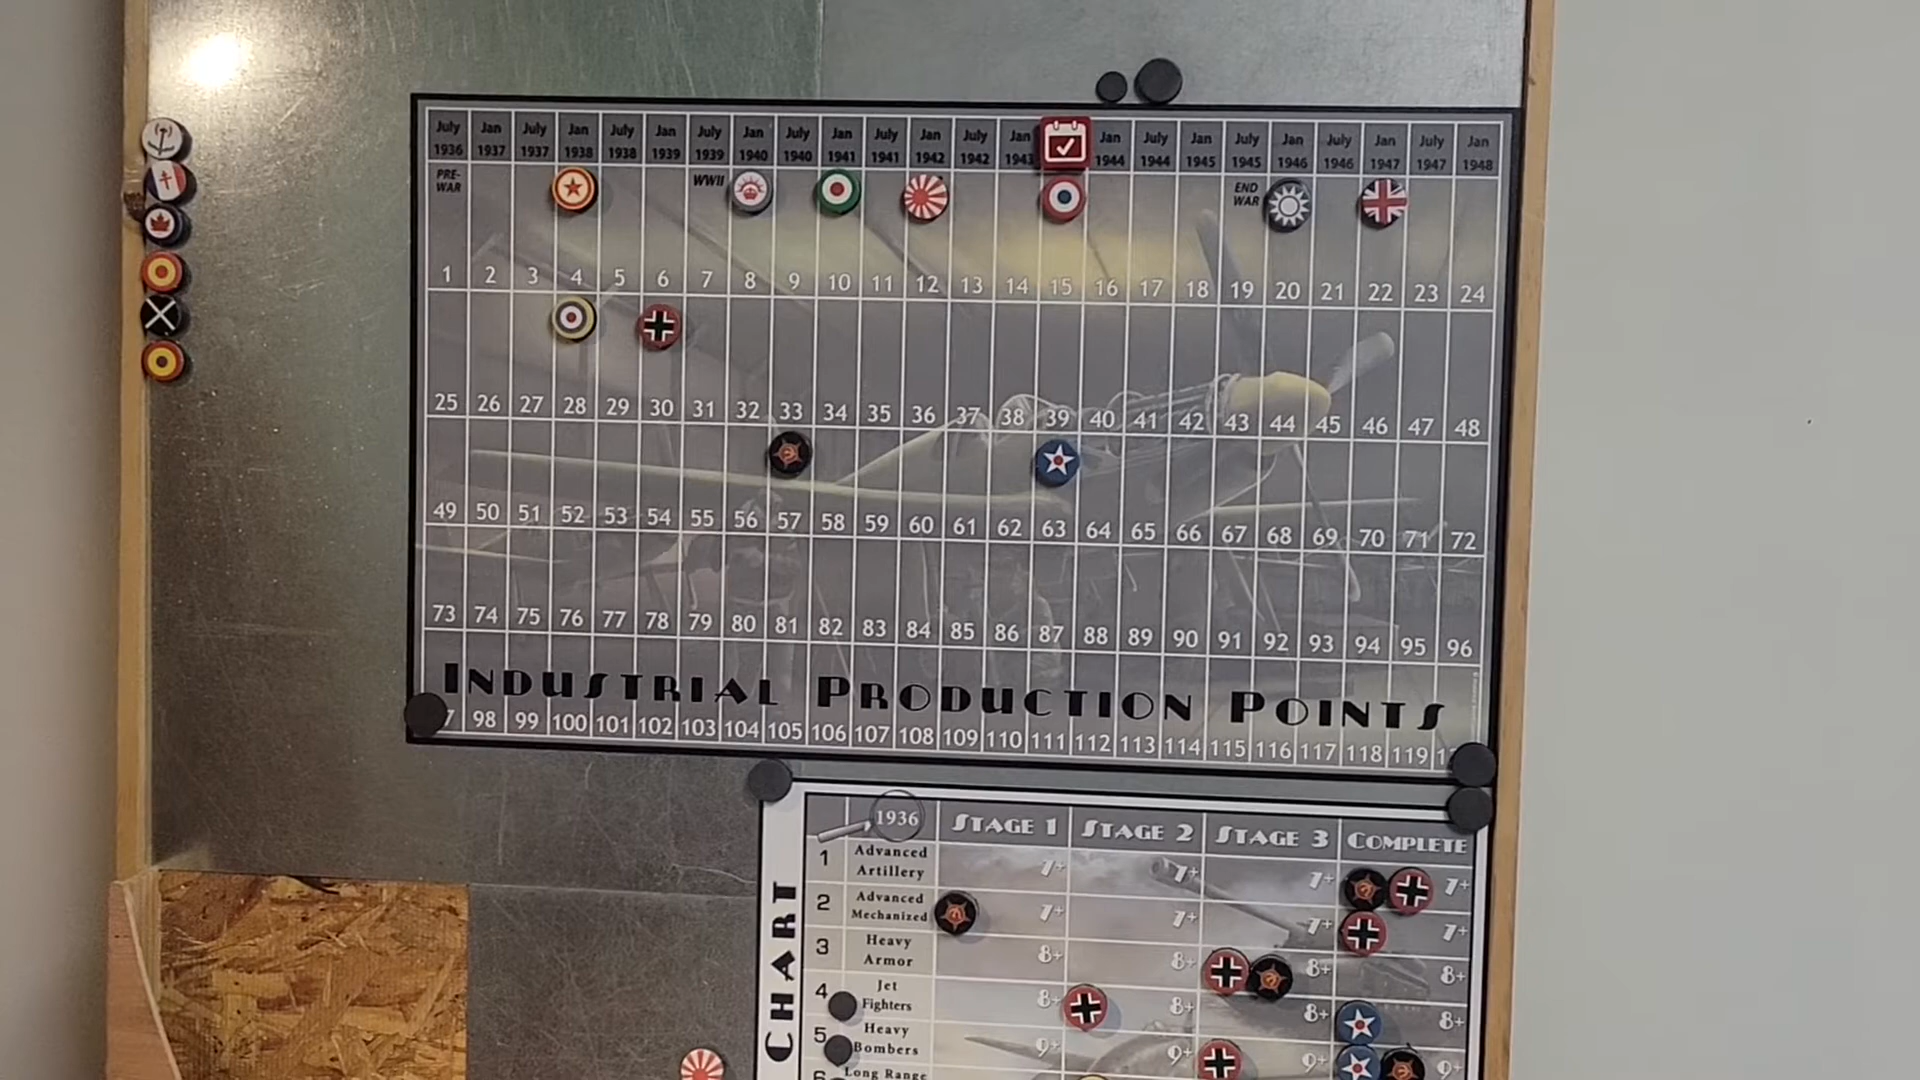 July Jan July Jan July Jan July Jan July Jan July Jan July Jan Jan July Jan July Jan July Jan July Jan
1936 1937 1937 1938 1938 1939 1939 1940 1940 1941 1941 1942 1942 1943 1944 1944 1945 1945 1946 1946 1947 1947 1948
PRE-WAR WWII END WAR
1 2 3 4 5 6 7 8 9 10 11 12 13 14 15 16 17 18 19 20 21 22 23 24
25 26 27 28 29 30 31 32 33 34 35 36 37 38 39 40 41 42 43 44 45 46 47 48
49 50 51 52 53 54 55 56 57 58 59 60 61 62 63 64 65 66 67 68 69 70 71 72
73 74 75 76 77 78 79 80 81 82 83 84 85 86 87 88 89 90 91 92 93 94 95 96
INDUSTRIAL PRODUCTION POINTS
98 99 100 101 102 103 104 105 106 107 108 109 110 111 112 113 114 115 116 117 118 119
CHART
1936 STAGE 1 STAGE 2 STAGE 3 COMPLETE
1 Advanced Artillery 7+ 7+ 7+ 7+
2 Advanced Mechanized 7+ 7+ 7+ 7+
3 Heavy Armor 8+ 8+ 8+ 8+
4 Jet Fighters 8+ 8+ 8+ 8+
5 Heavy Bombers 9+ 9+ 9+ 9+
6 Long Range